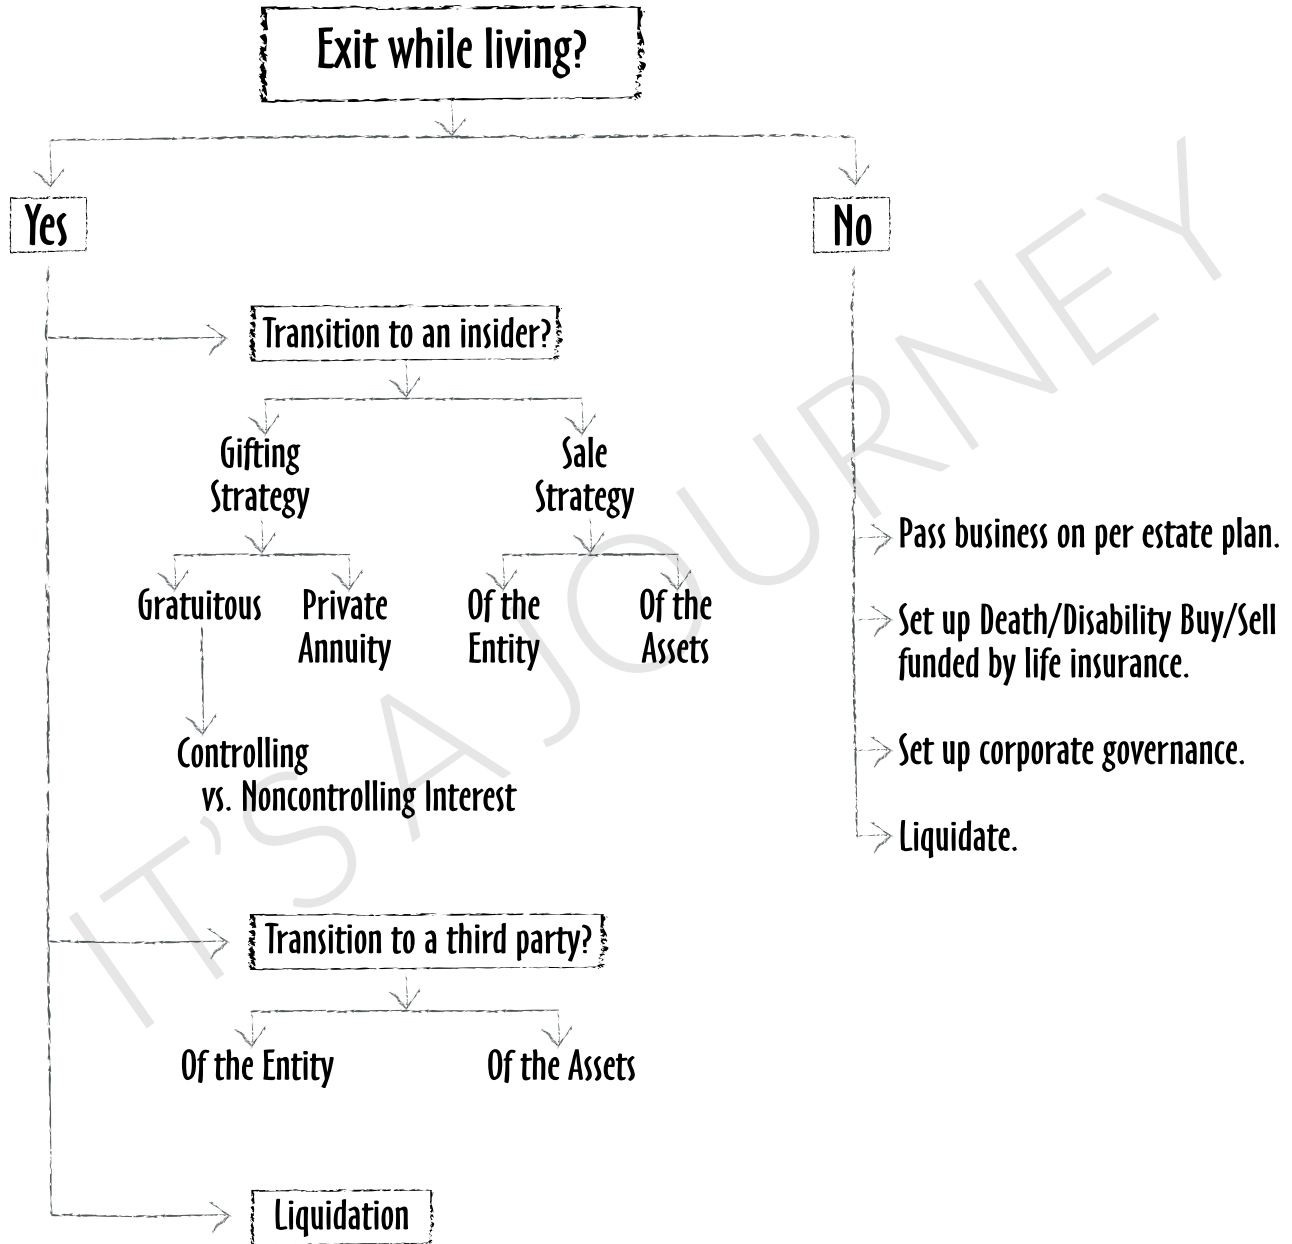 Exit while living?
Yes
No
Transition to an insider?
Gifting
Strategy
Sale
Strategy
Gratuitous
Private
Annuity
Of the
Entity
Of the
Assets
Controlling
vs. Noncontrolling Interest
Transition to a third party?
Of the Entity
Of the Assets
Liquidation
Pass business on per estate plan.
Set up Death/Disability Buy/Sell
funded by life insurance.
Set up corporate governance.
Liquidate.
IT'S A JOURNEY